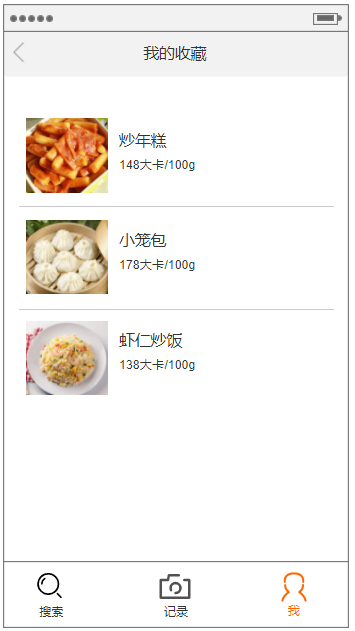 我的收藏
炒年糕
148大卡/100g
小笼包
178大卡/100g
虾仁炒饭
138大卡/100g
搜索
记录
我